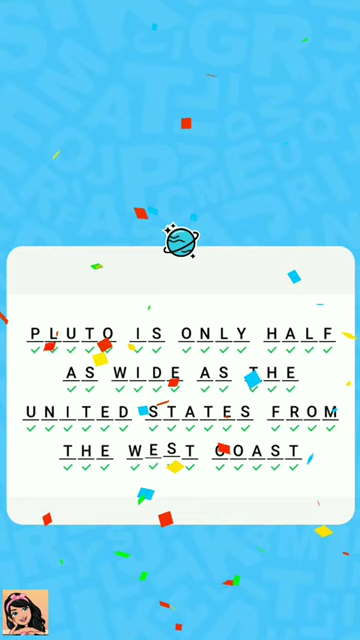 PLUTO IS ONLY HALF
AS WIDE AS THE
UNITED STATES FROM
THE WEST COAST